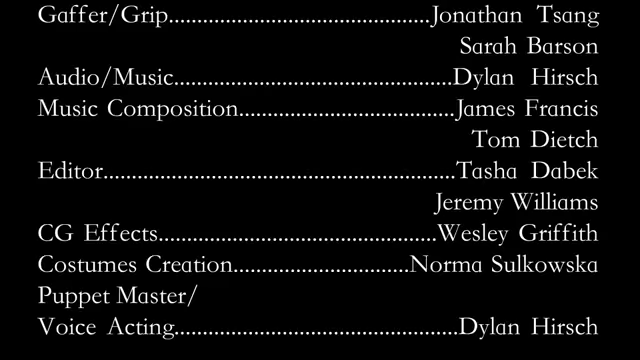 Gaffer/Grip..............................................Jonathan Tsang
Sarah Barson
Audio/Music.................................................Dylan Hirsch
Music Composition......................................James Francis
Tom Dietch
Editor..............................................................Tasha Dabek
Jeremy Williams
CG Effects.................................................Wesley Griffith
Costumes Creation...............................Norma Sulkowska
Puppet Master/
Voice Acting..................................................Dylan Hirsch